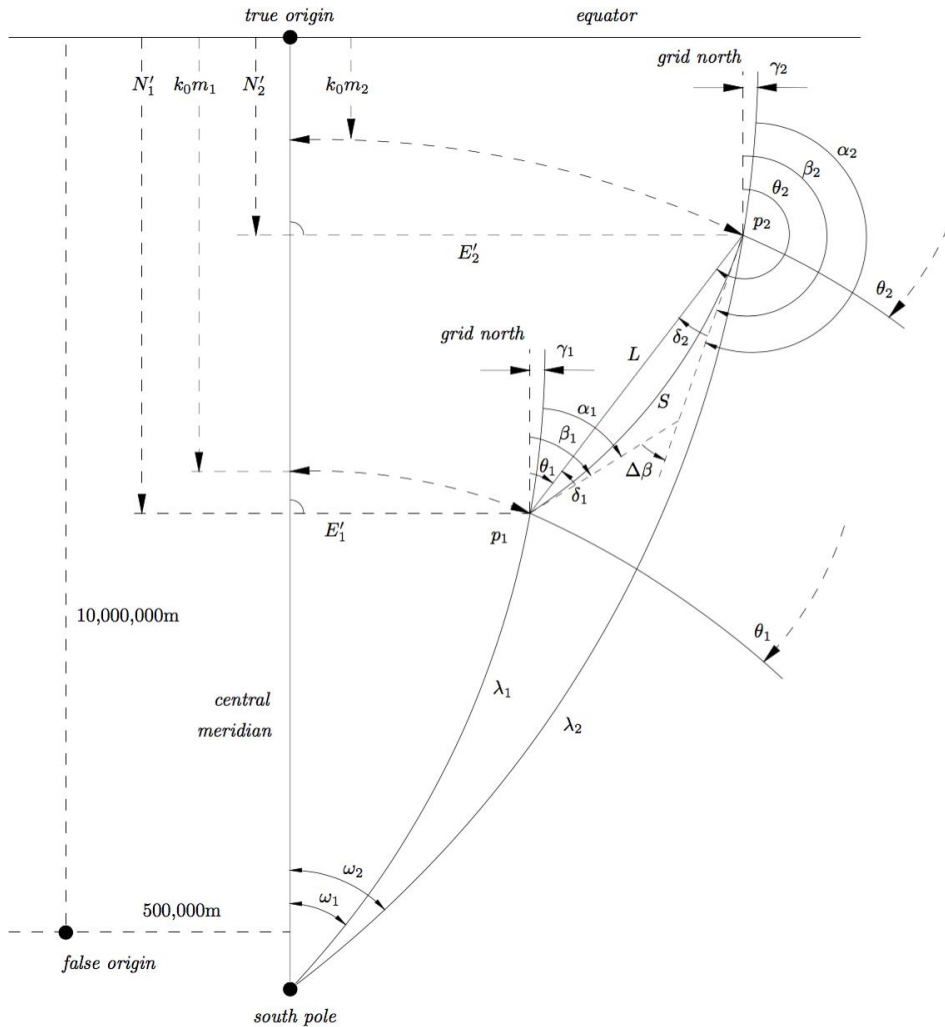 true origin
equator
grid north
γ₂
N′₁
k₀m₁
N′₂
k₀m₂
α₂
β₂
θ₂
p₂
E′₂
θ₂
grid north
γ₁
L
δ₂
S
α₁
β₁
θ₁
Δβ
δ₁
E′₁
p₁
10,000,000m
θ₁
central
meridian
λ₁
λ₂
ω₂
ω₁
500,000m
false origin
south pole